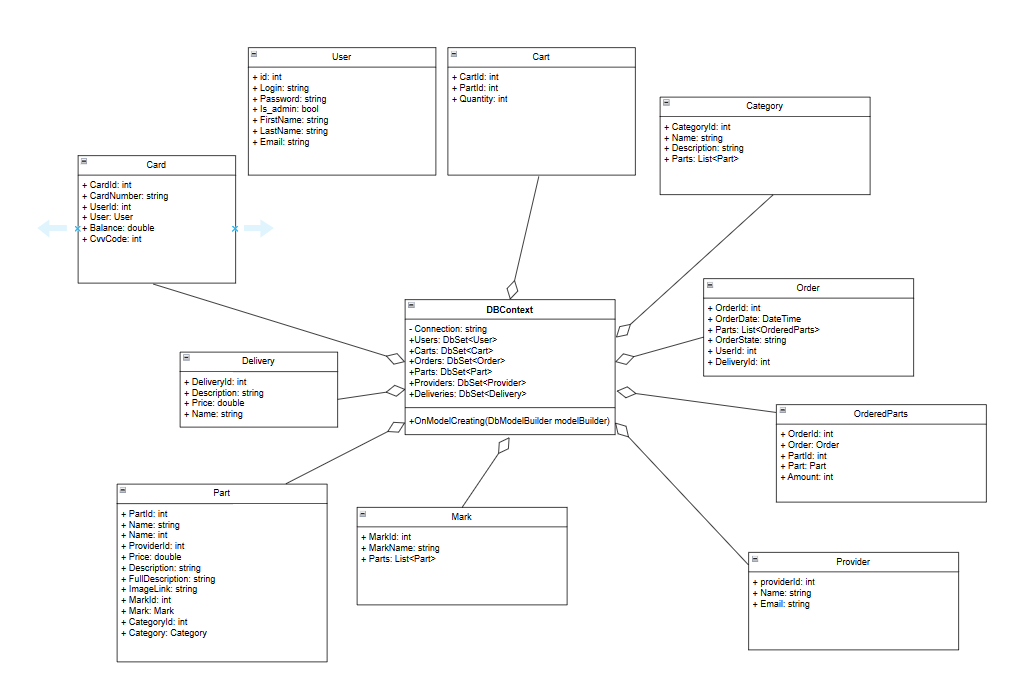 User
+ id: int
+ Login: string
+ Password: string
+ Is_admin: bool
+ FirstName: string
+ LastName: string
+ Email: string
Cart
+ CartId: int
+ PartId: int
+ Quantity: int
Category
+ CategoryId: int
+ Name: string
+ Description: string
+ Parts: List<Part>
Card
+ CardId: int
+ CardNumber: string
+ UserId: int
+ User: User
+ Balance: double
+ CvvCode: int
DBContext
- Connection: string
+Users: DbSet<User>
+Carts: DbSet<Cart>
+Orders: DbSet<Order>
+Parts: DbSet<Part>
+Providers: DbSet<Provider>
+Deliveries: DbSet<Delivery>
+OnModelCreating(DbModelBuilder modelBuilder)
Order
+ OrderId: int
+ OrderDate: DateTime
+ Parts: List<OrderedParts>
+ OrderState: string
+ UserId: int
+ DeliveryId: int
Delivery
+ DeliveryId: int
+ Description: string
+ Price: double
+ Name: string
OrderedParts
+ OrderId: int
+ Order: Order
+ PartId: int
+ Part: Part
+ Amount: int
Part
+ PartId: int
+ Name: string
+ Name: int
+ ProviderId: int
+ Price: double
+ Description: string
+ FullDescription: string
+ ImageLink: string
+ MarkId: int
+ Mark: Mark
+ CategoryId: int
+ Category: Category
Mark
+ MarkId: int
+ MarkName: string
+ Parts: List<Part>
Provider
+ providerId: int
+ Name: string
+ Email: string